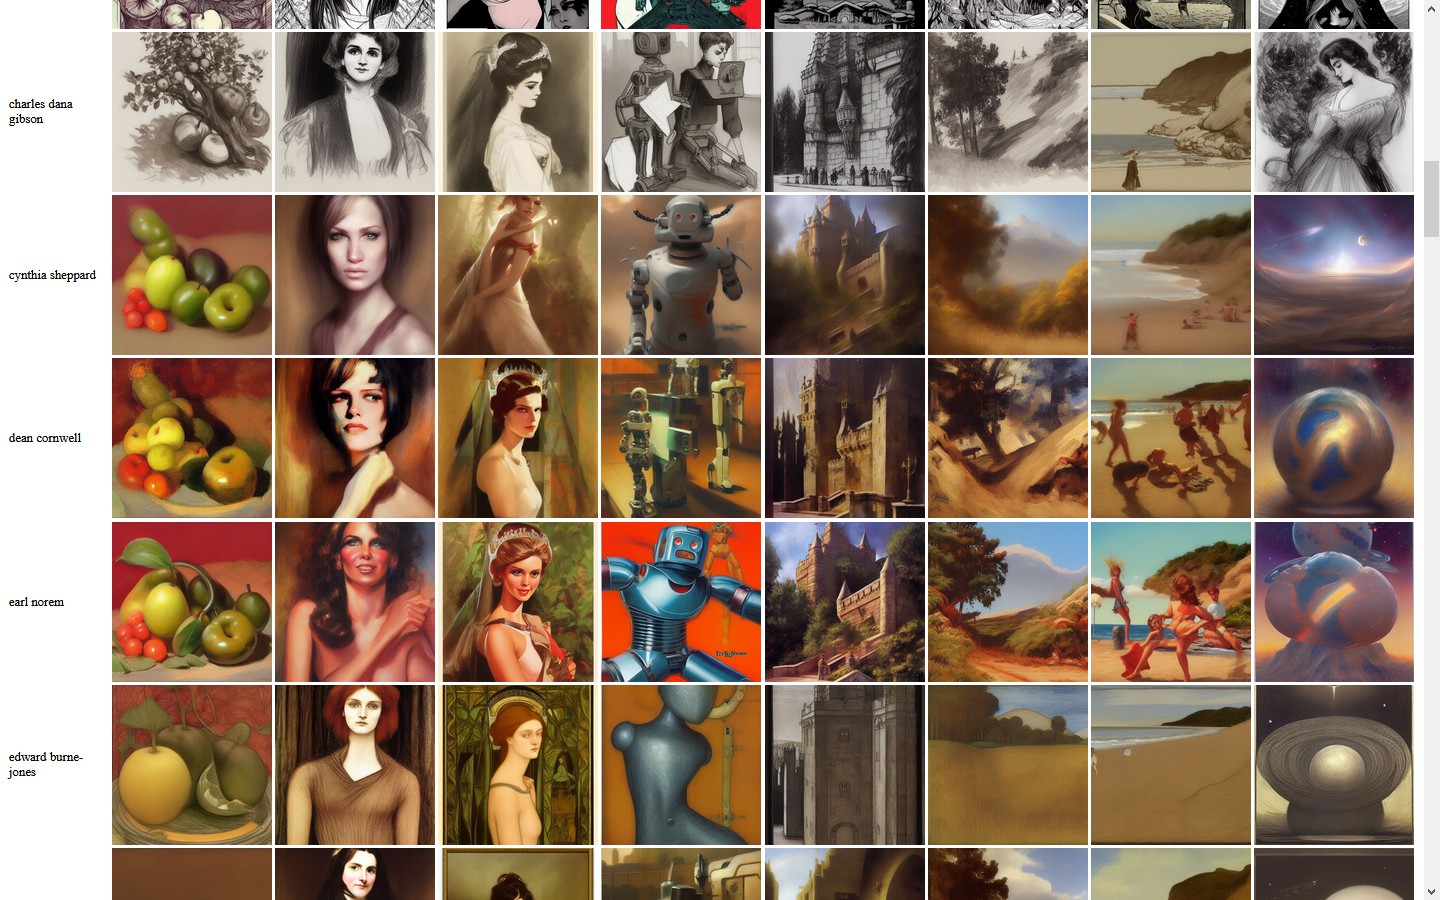 charles dana
gibson
cynthia sheppard
dean cornwell
earl norem
edward burne-
jones